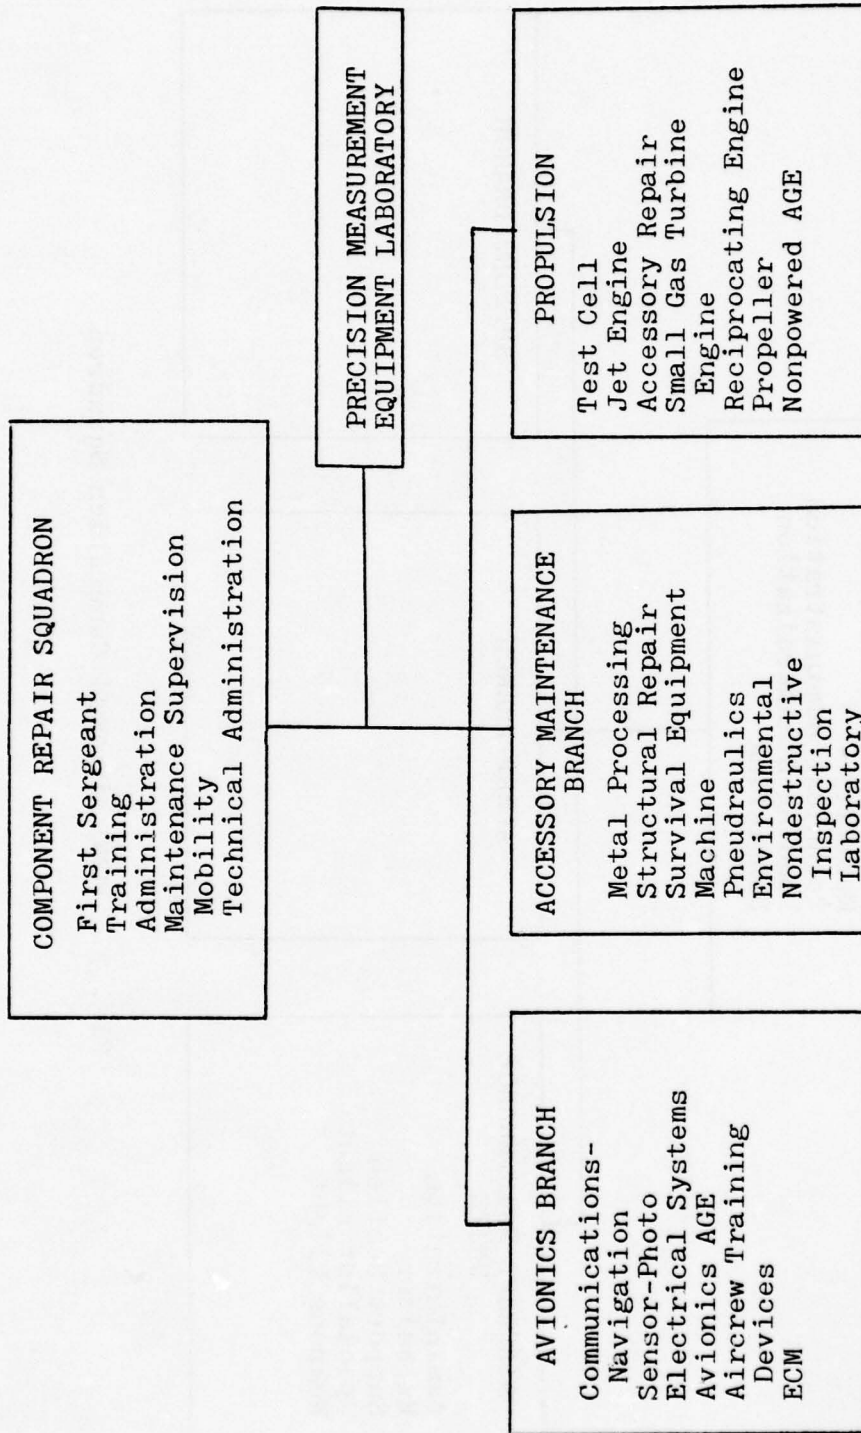 COMPONENT REPAIR SQUADRON
First Sergeant
Training
Administration
Maintenance Supervision
Mobility
Technical Administration
PRECISION MEASUREMENT
EQUIPMENT LABORATORY
AVIONICS BRANCH
Communications-
Navigation
Sensor-Photo
Electrical Systems
Avionics AGE
Aircrew Training
Devices
ECM
ACCESSORY MAINTENANCE
BRANCH
Metal Processing
Structural Repair
Survival Equipment
Machine
Pneudraulics
Environmental
Nondestructive
Inspection
Laboratory
PROPULSION
Test Cell
Jet Engine
Accessory Repair
Small Gas Turbine
Engine
Reciprocating Engine
Propeller
Nonpowered AGE